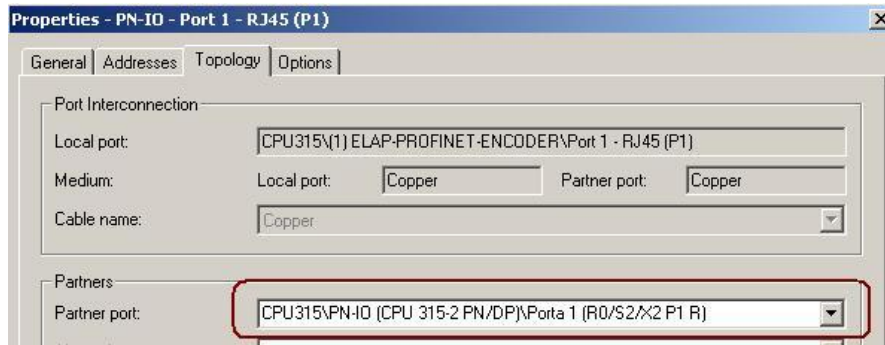 Properties - PN-IO - Port 1 - RJ45 (P1)
General Addresses Topology Options
Port Interconnection
Local port: CPU315\(1) ELAP-PROFINET-ENCODER\Port 1 - RJ45 (P1)
Medium: Local port: Copper Partner port: Copper
Cable name: Copper
Partners
Partner port: CPU315\PN-IO (CPU 315-2 PN/DP)\Porta 1 (R0/S2/X2 P1 R)